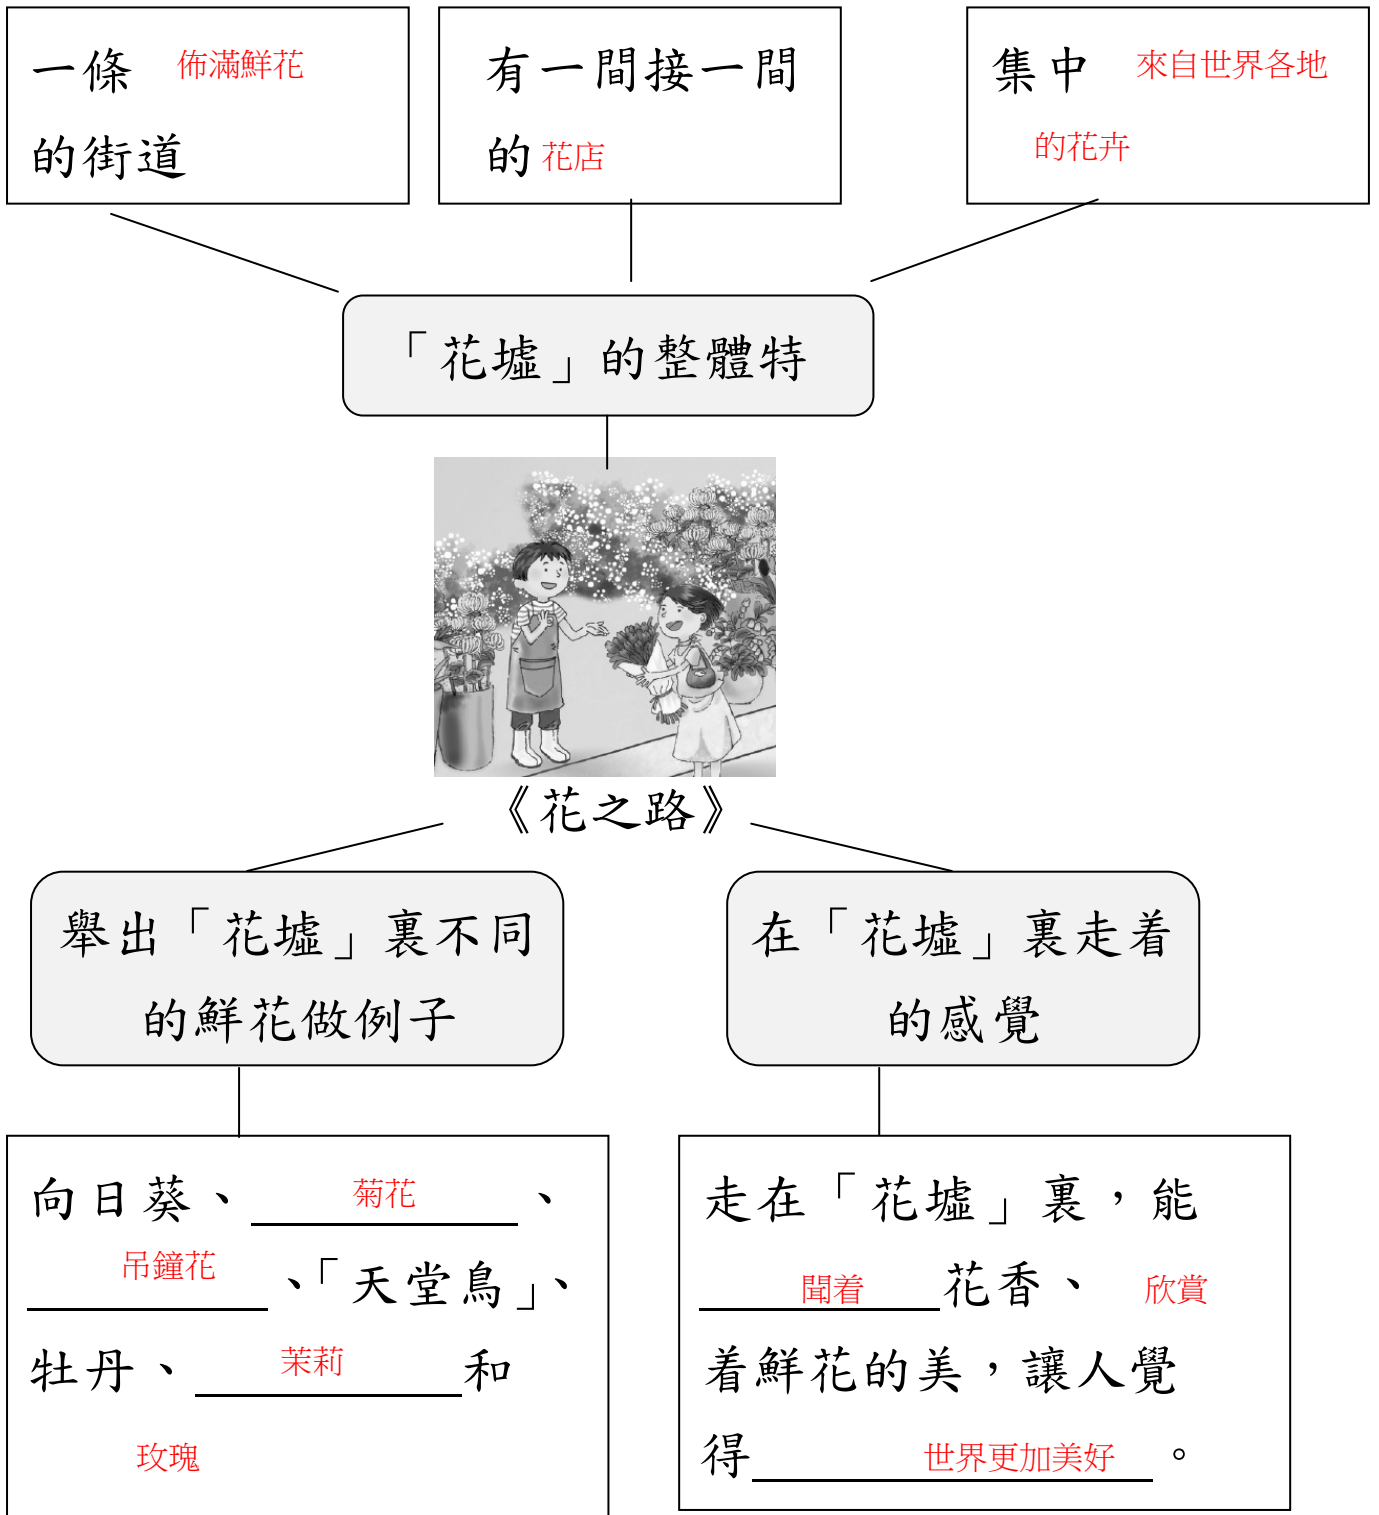 一條 佈滿鮮花
的街道
有一間接一間
的花店
集中 來自世界各地
的花卉
「花墟」的整體特
《花之路》
舉出「花墟」裏不同
的鮮花做例子
在「花墟」裏走着
的感覺
向日葵、菊花、
吊鐘花、「天堂鳥」、
牡丹、茉莉和
玫瑰
走在「花墟」裏，能
聞着花香、 欣賞
着鮮花的美，讓人覺
得世界更加美好。